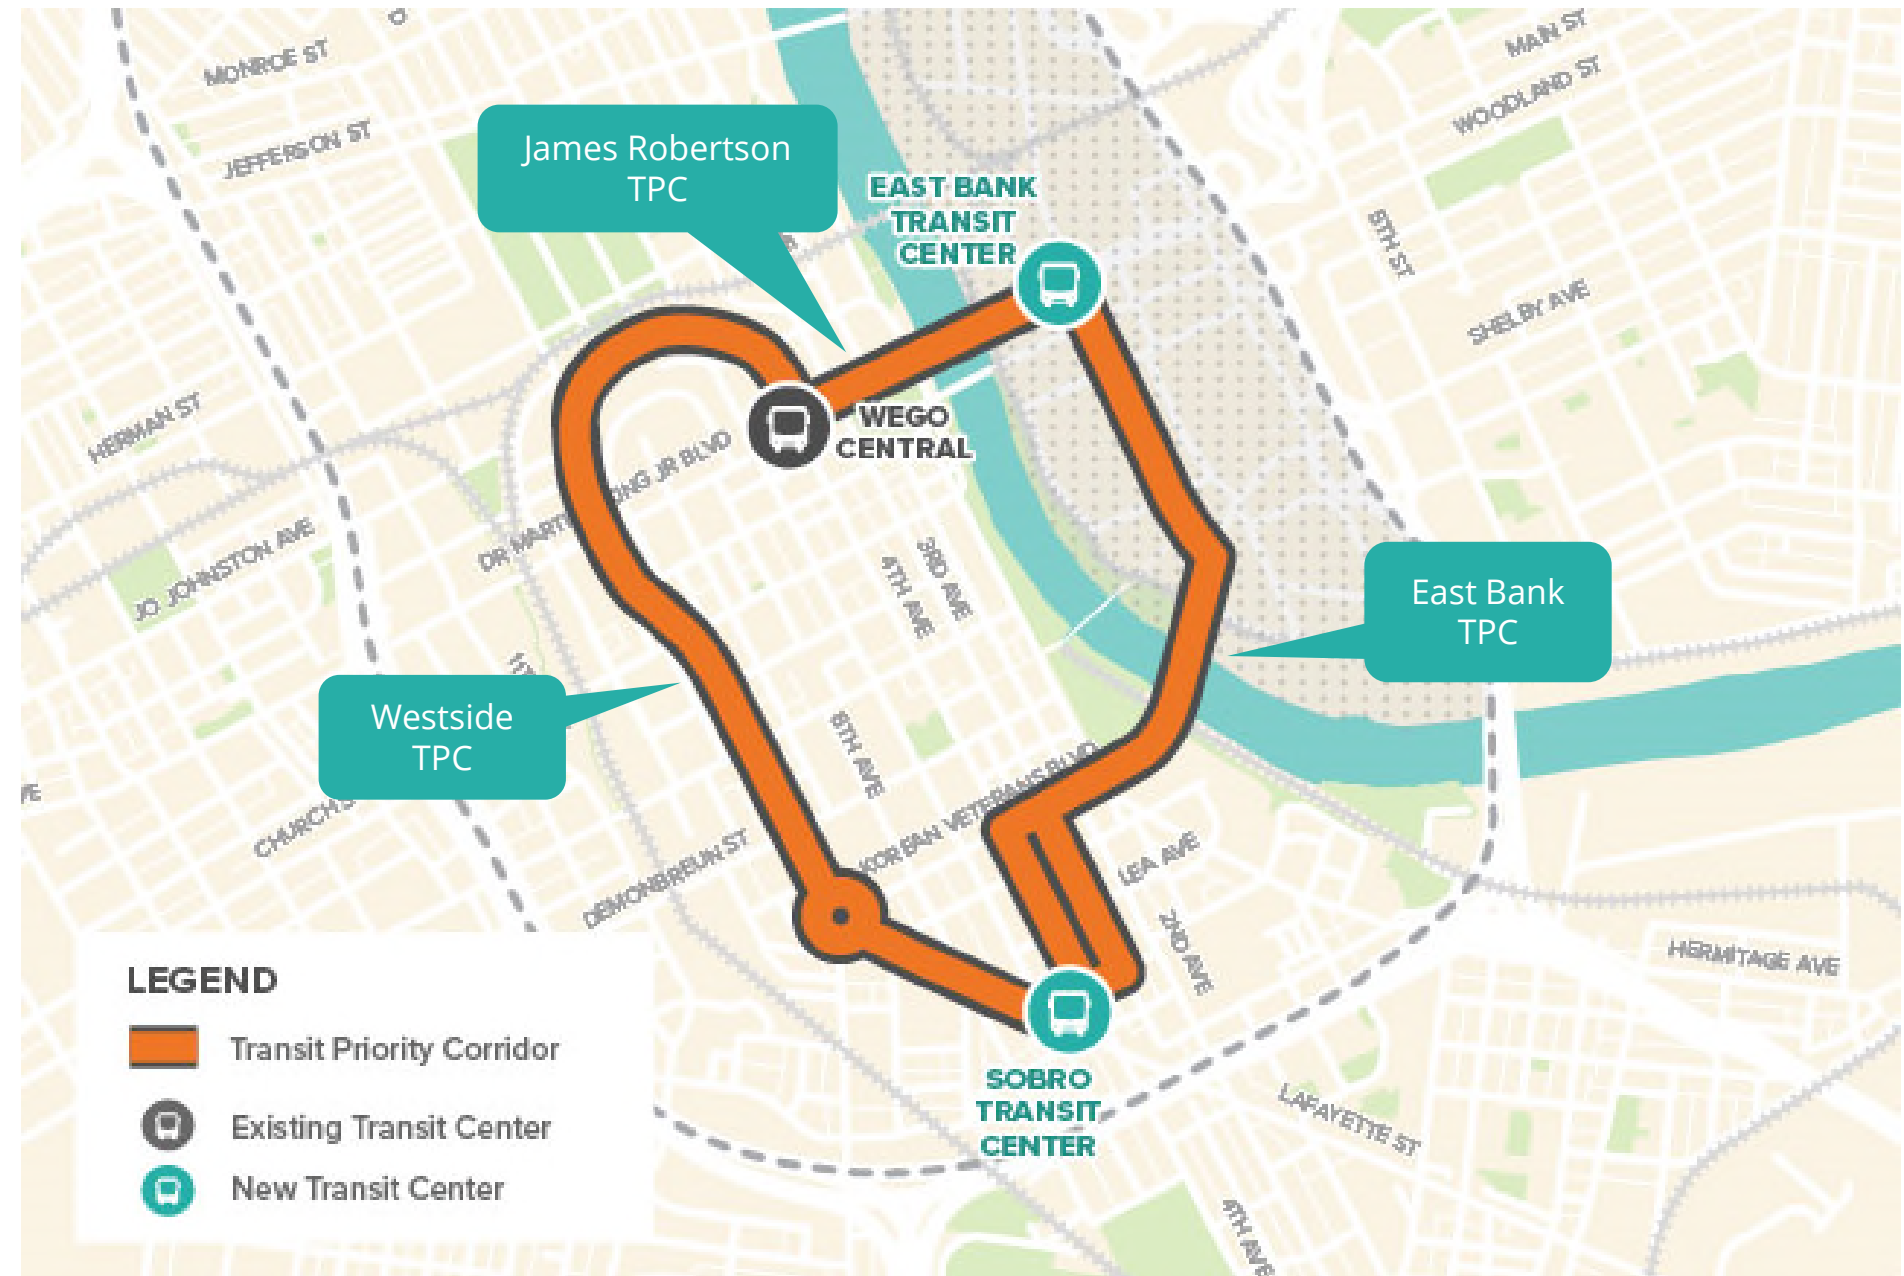 MONROE ST
JEFFERSON ST
MAIN ST
WOODLAND ST
James Robertson
TPC
EAST BANK
TRANSIT
CENTER
8TH ST
SHELBY AVE
HERMAN ST
WEGO
CENTRAL
DR MART
ING JR BLVD
JO JOHNSTON AVE
3RD AVE
4TH AVE
East Bank
TPC
Westside
TPC
8TH AVE
CHURCH S
DEMONBREUN ST
KOREAN VETERANS BLVD
LEA AVE
2ND AVE
HERMITAGE AVE
LEGEND
Transit Priority Corridor
Existing Transit Center
New Transit Center
SOBRO
TRANSIT
CENTER
LAFAYETTE ST
4TH AVE